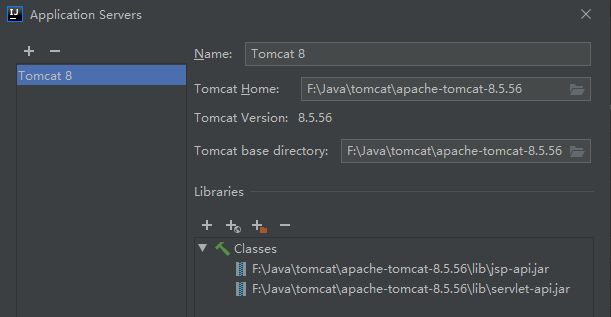 IJ
Application Servers
Tomcat 8
Name: Tomcat 8
Tomcat Home: F:\Java\tomcat\apache-tomcat-8.5.56
Tomcat Version: 8.5.56
Tomcat base directory: F:\Java\tomcat\apache-tomcat-8.5.56
Libraries
Classes
F:\Java\tomcat\apache-tomcat-8.5.56\lib\jsp-api.jar
F:\Java\tomcat\apache-tomcat-8.5.56\lib\servlet-api.jar